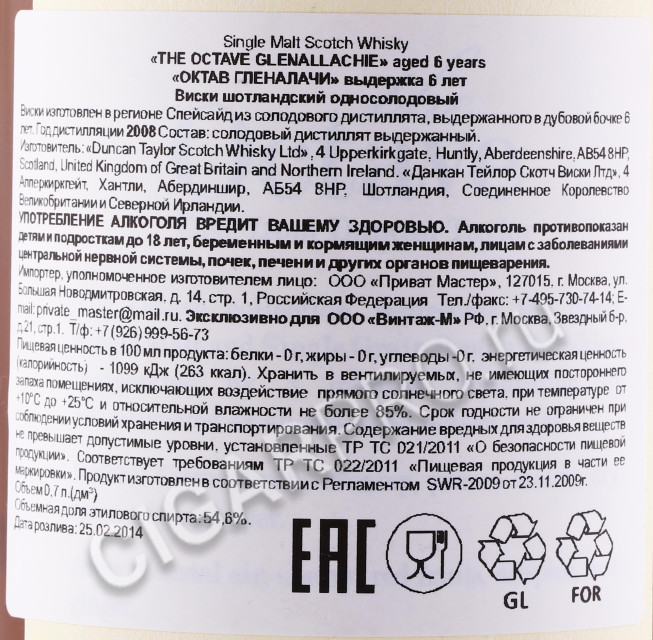 Single Malt Scotch Whisky
«THE OCTAVE GLENALLACHIE» aged 6 years
«ОКТАВ ГЛЕНАЛАЧИ» выдержка 6 лет
Виски шотландский односолодовый
Виски изготовлен в регионе Спейсайд из солодового дистиллята, выдержанного в дубовой бочке 6
лет. Год дистилляции 2008 Состав: солодовый дистиллят выдержанный.
Изготовитель: «Duncan Taylor Scotch Whisky Ltd», 4 Upperkirkgate, Huntly, Aberdeenshire, AB54 8HP,
Scotland, United Kingdom of Great Britain and Northern Ireland. «Данкан Тейлор Скотч Виски Лтд», 4
Апперкиркгейт, Хантли, Абердиншир, АБ54 8HP, Шотландия, Соединенное Королевство
Великобритании и Северной Ирландии.
УПОТРЕБЛЕНИЕ АЛКОГОЛЯ ВРЕДИТ ВАШЕМУ ЗДОРОВЬЮ. Алкоголь противопоказан
детям и подросткам до 18 лет, беременным и кормящим женщинам, лицам с заболеваниями
центральной нервной системы, почек, печени и других органов пищеварения.
Импортер, уполномоченное изготовителем лицо: ООО «Приват Мастер», 127015, г. Москва, ул.
Большая Новодмитровская, д. 14, стр. 1, Российская Федерация Тел./факс: +7-495-730-74-14; E-
mail: private_master@mail.ru. Эксклюзивно для ООО «Винтаж-М» РФ, г. Москва, Звездный б-р,
д.21, стр.1. Т/ф: +7 (926) 999-56-73
Пищевая ценность в 100 мл продукта: белки - 0 г, жиры - 0 г, углеводы -0 г. энергетическая ценность
(калорийность) - 1099 кДж (263 ккал). Хранить в вентилируемых, не имеющих постороннего
запаха помещениях, исключающих воздействие прямого солнечного света, при температуре от
+10°С до +25°С и относительной влажности не более 85%. Срок годности не ограничен при
соблюдении условий хранения и транспортирования. Содержание вредных для здоровья веществ
не превышает допустимые уровни, установленные ТР ТС 021/2011 «О безопасности пищевой
продукции». Соответствует требованиям ТР ТС 022/2011 «Пищевая продукция в части ее
маркировки». Продукт изготовлен в соответствии с Регламентом SWR-2009 от 23.11.2009г.
Объем 0,7 л.(дм³)
Объемная доля этилового спирта: 54,8%.
Дата розлива: 25.02.2014
EAC
GL
FOR
CIGARPRO.ru